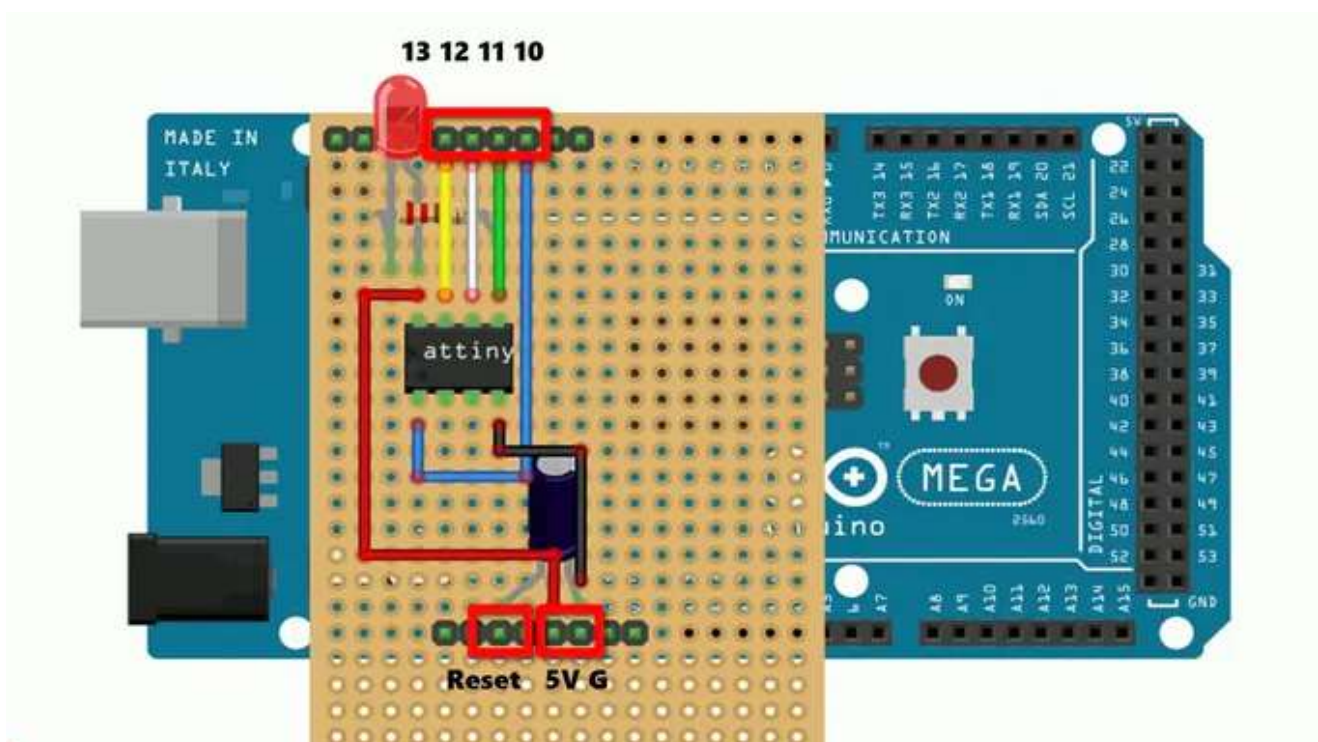 13 12 11 10
MADE IN
ITALY
5V
TX3 14
RX3 15
TX2 16
RX2 17
TX1 18
RX1 19
SDA 20
SCL 21
MUNICATION
ON
22
24
26
28
30 31
32 33
34 35
36 37
38 39
40 41
42 43
44 45
46 47
48 49
50 51
52 53
DIGITAL
attiny
MEGA
uino
2560
TM
GND
A7
A8
A9
A10
A11
A12
A13
A14
A15
Reset 5V G